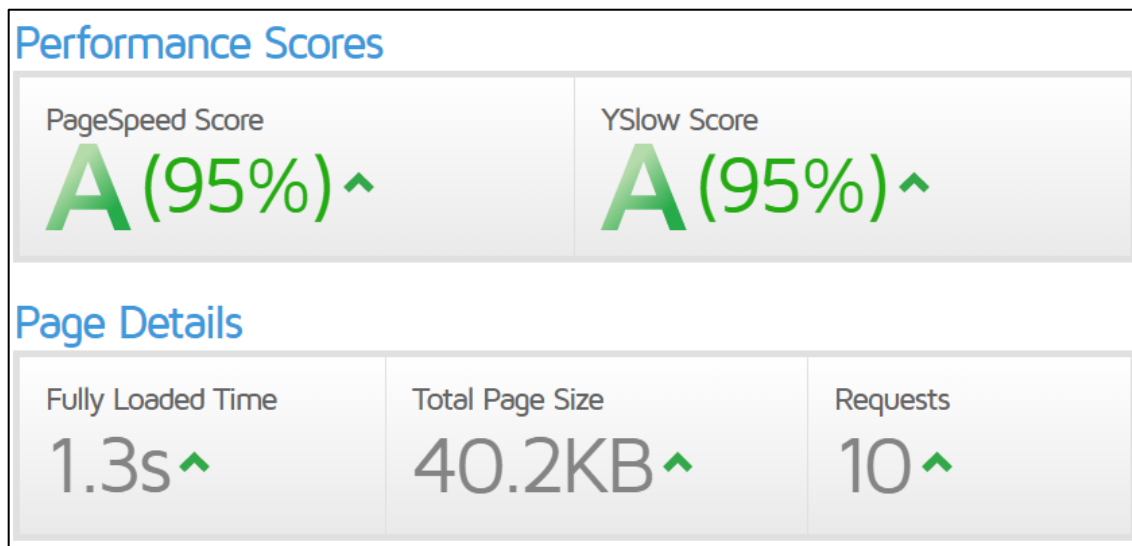 Performance Scores
PageSpeed Score YSlow Score
A (95%) A (95%)
Page Details
Fully Loaded Time Total Page Size Requests
1.3s 40.2KB 10